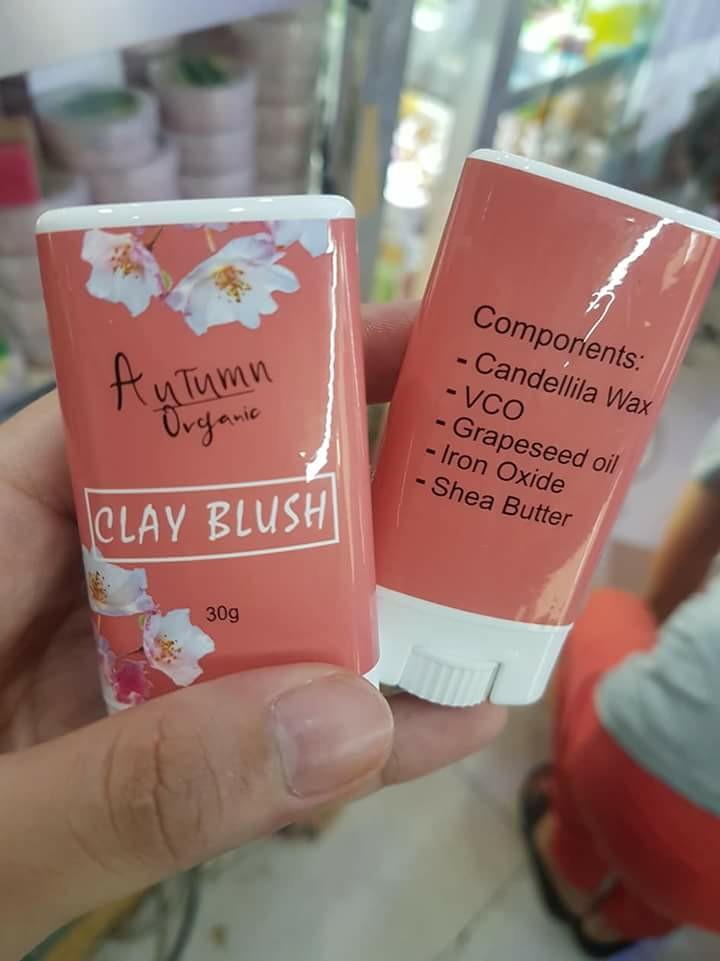 Autumn
Organic
CLAY BLUSH
30g
Components:
- Candellila Wax
- VCO
- Grapeseed oil
- Iron Oxide
- Shea Butter